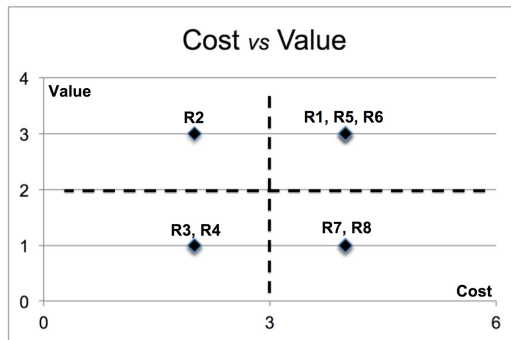 Cost vs Value
4
Value
R2
R1, R5, R6
3
2
R3, R4
R7, R8
1
Cost
0
0
3
6